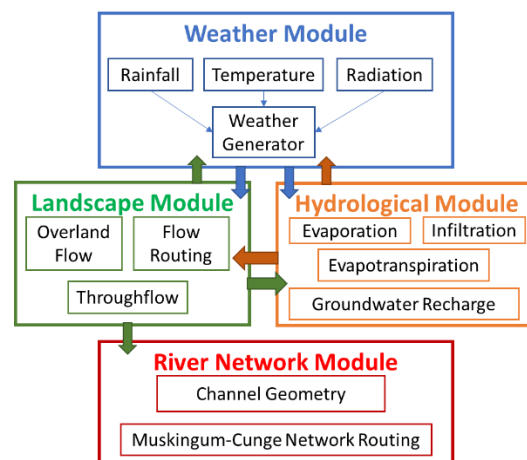 Weather Module
Rainfall
Temperature
Radiation
Weather
Generator
Landscape Module
Overland
Flow
Flow
Routing
Throughflow
Hydrological Module
Evaporation
Infiltration
Evapotranspiration
Groundwater Recharge
River Network Module
Channel Geometry
Muskingum-Cunge Network Routing